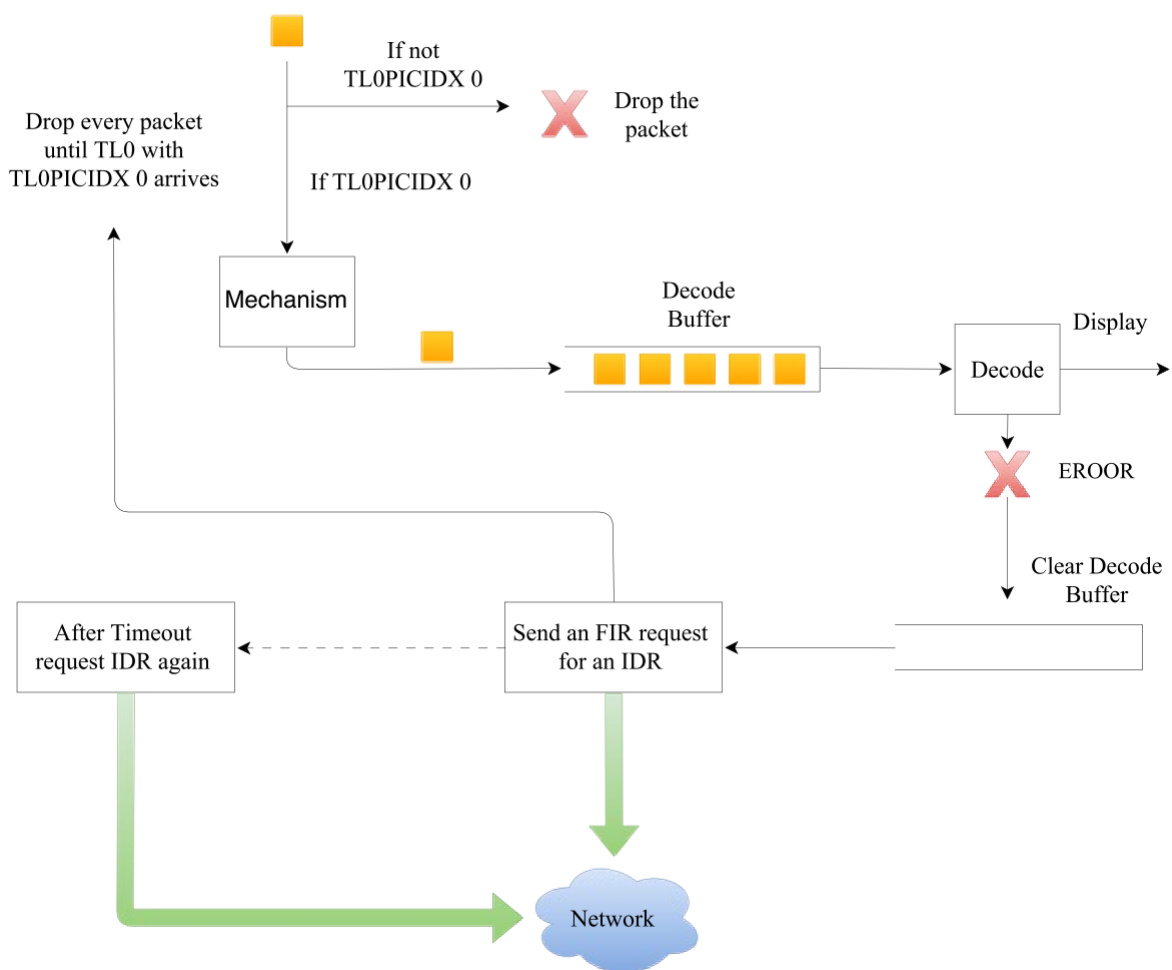 If not
TL0PICIDX 0
Drop the
packet
Drop every packet
until TL0 with
TL0PICIDX 0 arrives
If TL0PICIDX 0
Mechanism
Decode
Buffer
Display
Decode
EROOR
Clear Decode
Buffer
After Timeout
request IDR again
Send an FIR request
for an IDR
Network